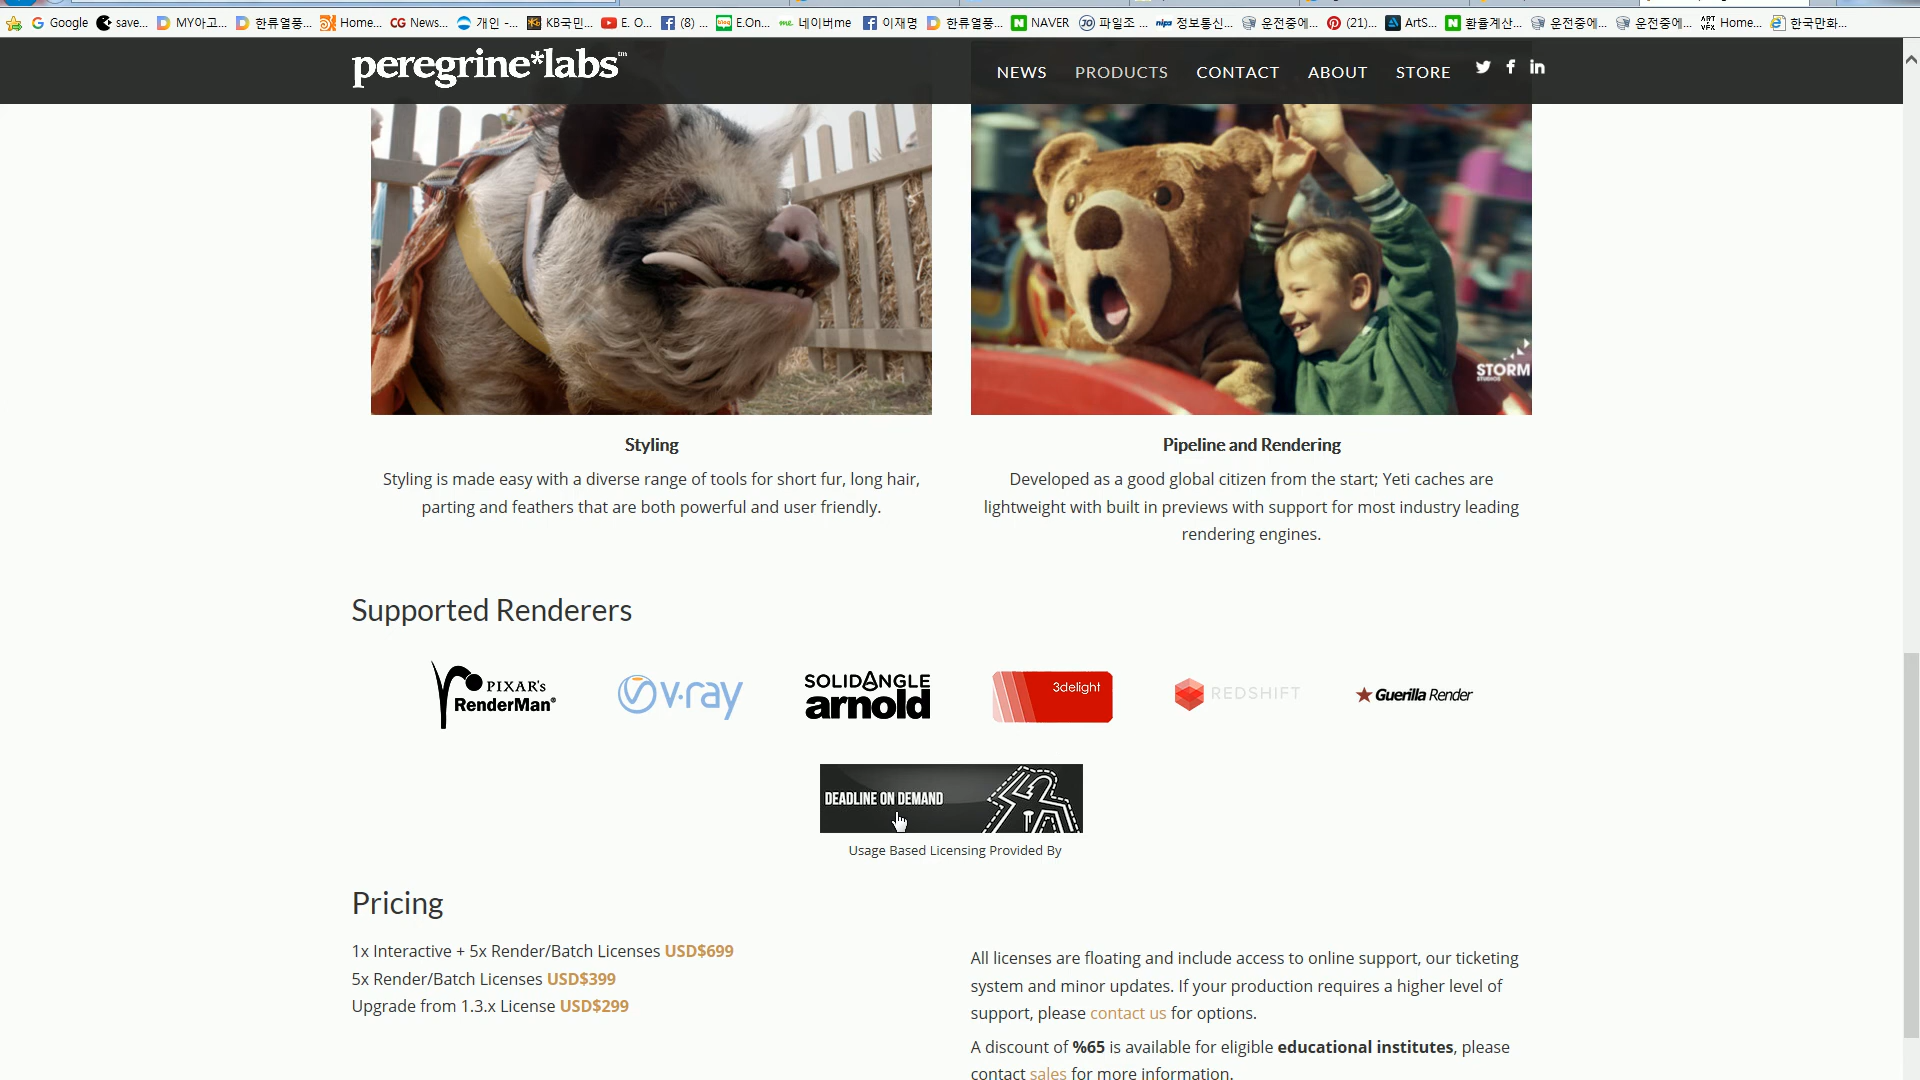 Google save... MY아고... 한류열풍... Home... CG News... 개인 -... KB국민... E. O... (8) ... E.On... 네이버me 이재명 한류열풍... NAVER 파일조 ... 정보통신... 운전중에... (21)... ArtS... 환율계산... 운전중에... 운전중에... Home... 한국만화...
peregrine*labs™
NEWS PRODUCTS CONTACT ABOUT STORE
STORM
STUDIOS
Styling
Styling is made easy with a diverse range of tools for short fur, long hair,
parting and feathers that are both powerful and user friendly.
Pipeline and Rendering
Developed as a good global citizen from the start; Yeti caches are
lightweight with built in previews with support for most industry leading
rendering engines.
Supported Renderers
PIXAR's
RenderMan®
v·ray
SOLIDANGLE
arnold
3delight
REDSHIFT
Guerilla Render
DEADLINE ON DEMAND
Usage Based Licensing Provided By
Pricing
1x Interactive + 5x Render/Batch Licenses USD$699
5x Render/Batch Licenses USD$399
Upgrade from 1.3.x License USD$299
All licenses are floating and include access to online support, our ticketing
system and minor updates. If your production requires a higher level of
support, please contact us for options.
A discount of %65 is available for eligible educational institutes, please
contact sales for more information.